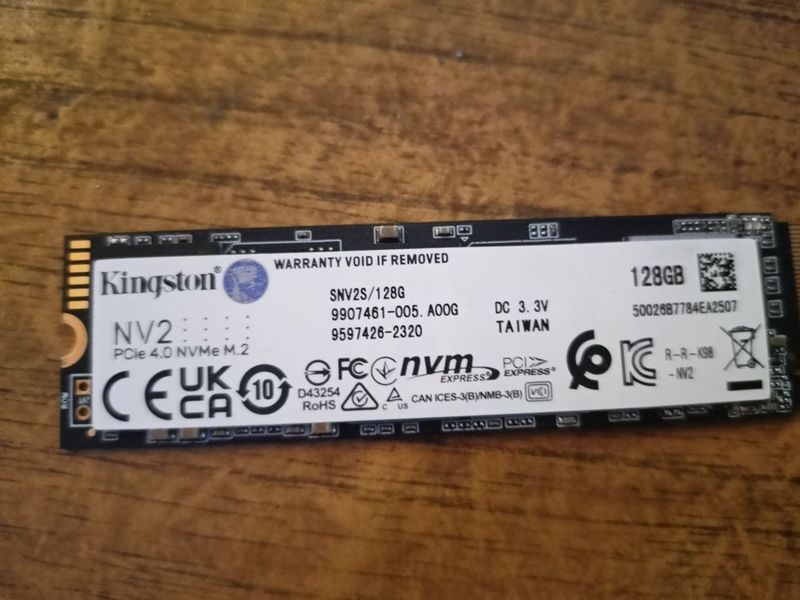 Kingston®
WARRANTY VOID IF REMOVED
NV2
PCIe 4.0 NVMe M.2
SNV2S/128G
9907461-005.A00G
9597426-2320
DC 3.3V
TAIWAN
128GB
50026B7784EA2507
CE
UK
CA
10
D43254
RoHS
FC
nvm
EXPRESS®
PCI
EXPRESS®
C US
CAN ICES-3(B)/NMB-3(B)
VCI
R-R-K98
-NV2